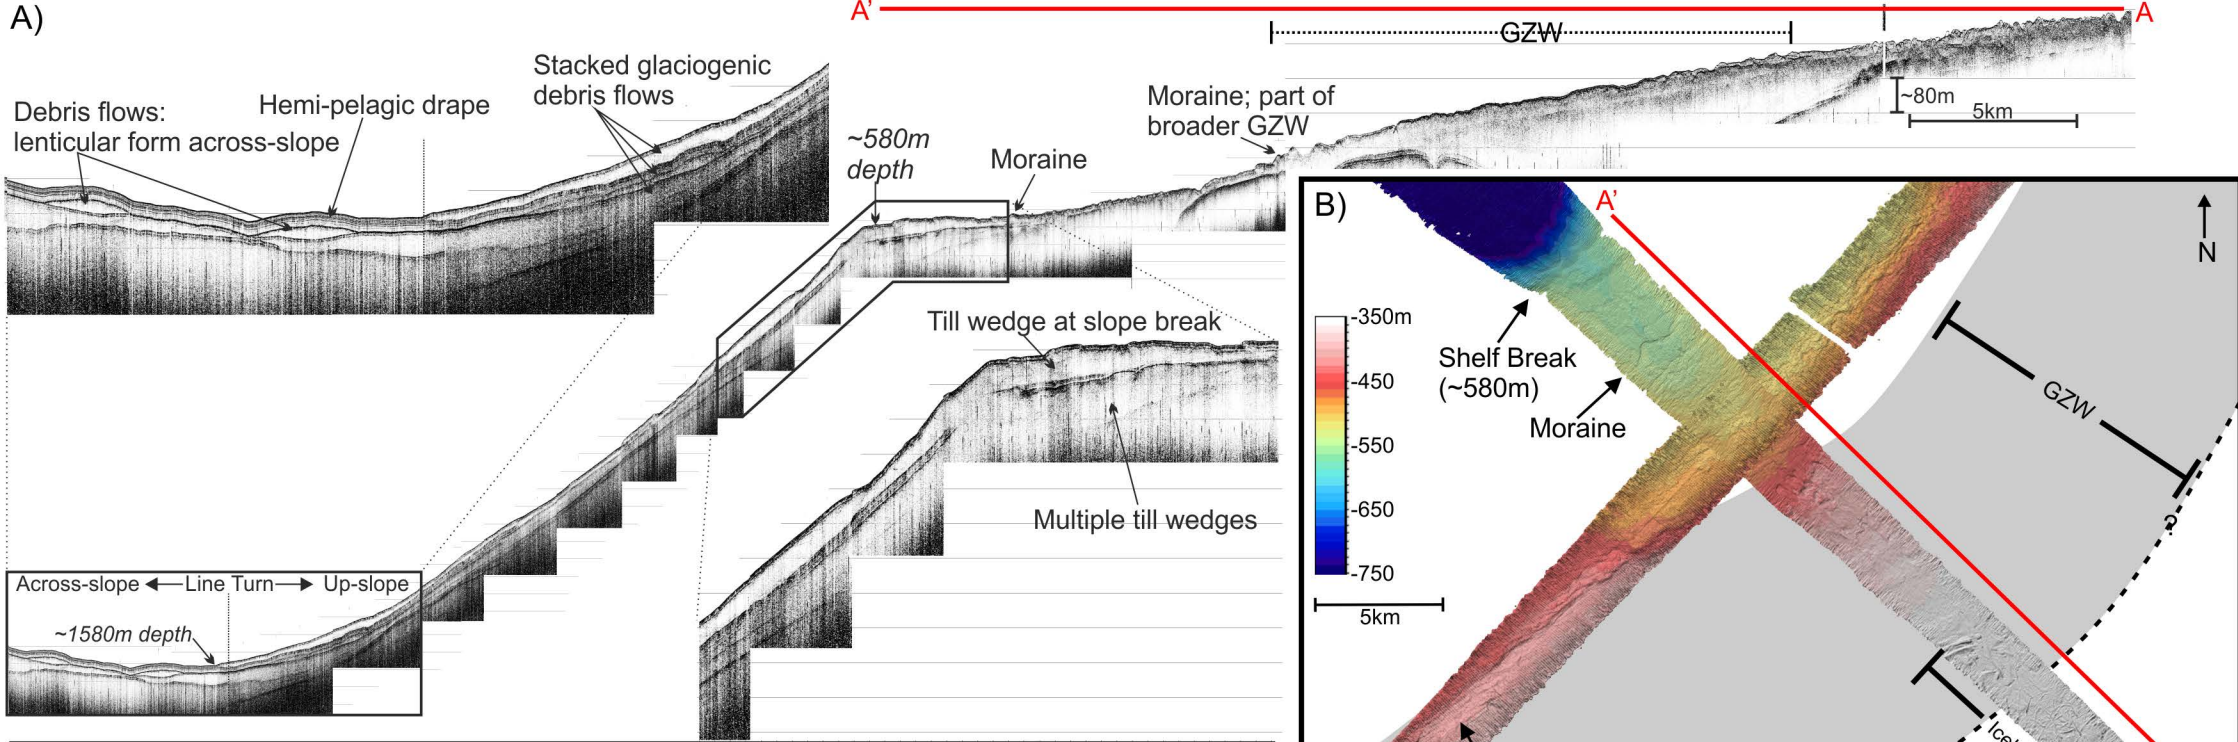 A)
A'
A
GZW
Stacked glaciogenic
debris flows
Debris flows:
lenticular form across-slope
Hemi-pelagic drape
~580m
depth
Moraine
Moraine; part of
broader GZW
~80m
5km
Till wedge at slope break
Multiple till wedges
Across-slope
Line Turn
Up-slope
~1580m depth
B)
A'
N
-350m
-450
-550
-650
-750
5km
Shelf Break
(~580m)
Moraine
GZW
?